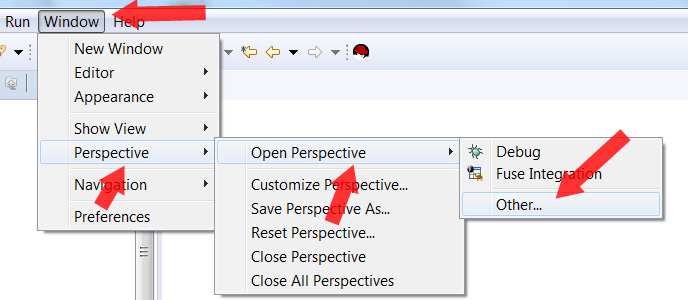 Run Window Help
New Window
Editor
Appearance
Show View
Perspective
Navigation
Preferences
Open Perspective
Customize Perspective...
Save Perspective As...
Reset Perspective...
Close Perspective
Close All Perspectives
Debug
Fuse Integration
Other...